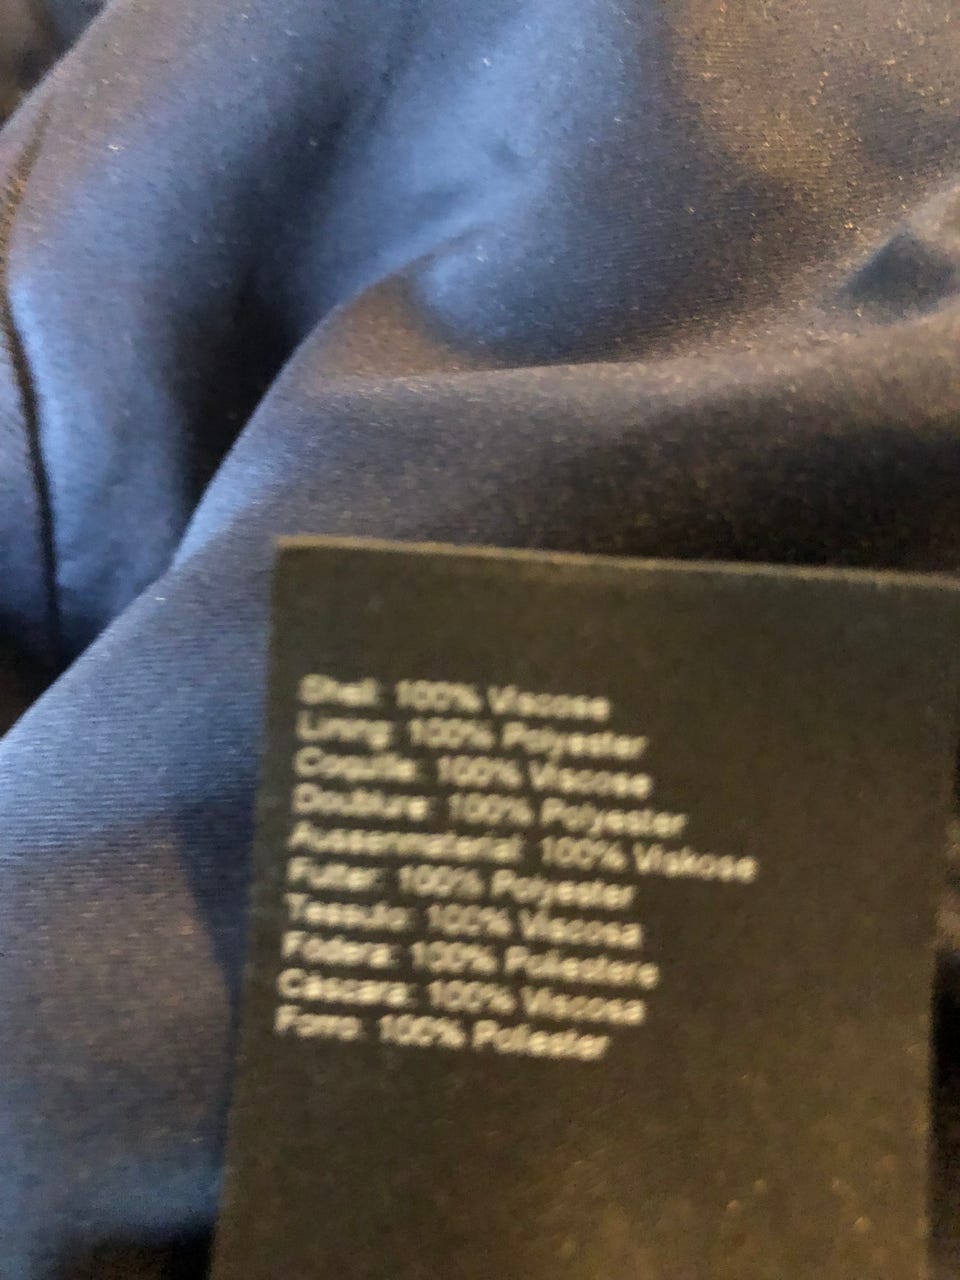 Shell: 100% Viscose
Lining: 100% Polyester
Coquille: 100% Viscose
Doublure: 100% Polyester
Aussenmaterial: 100% Viskose
Futter: 100% Polyester
Tessuto: 100% Viscosa
Fodera: 100% Poliestere
Càscara: 100% Viscosa
Forro: 100% Poliester